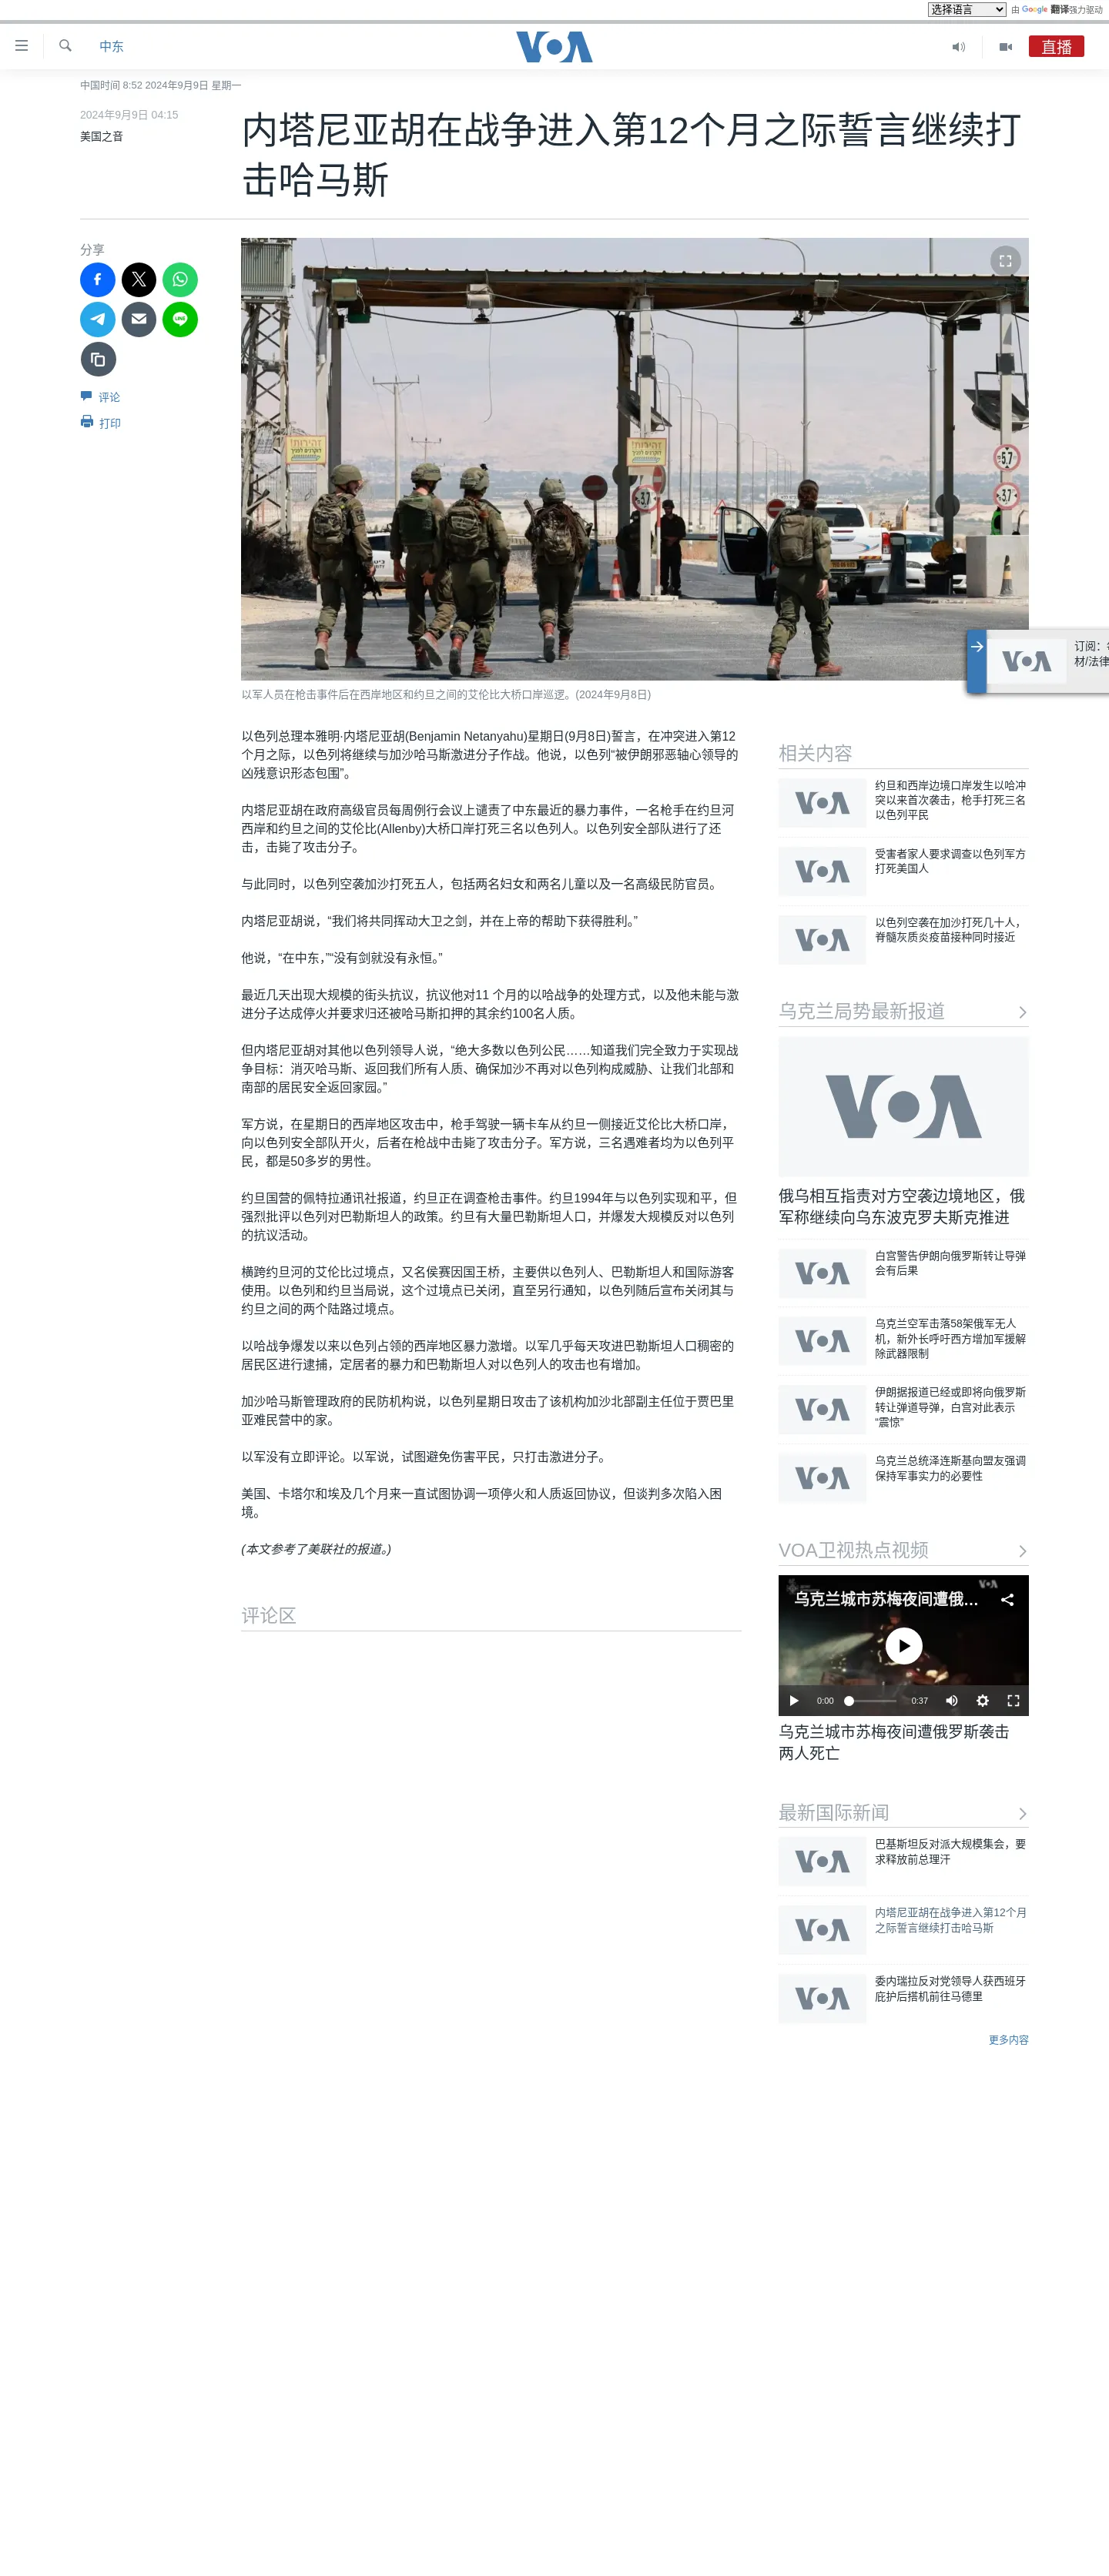 选择语言
由 Google 翻译强力驱动
中东
VOA
直播
中国时间 8:52 2024年9月9日 星期一
2024年9月9日 04:15
美国之音
内塔尼亚胡在战争进入第12个月之际誓言继续打
击哈马斯
分享
LINE
评论
打印
זהירות!
זהירות!
5.7
3.7
3.7
POLICE
以军人员在枪击事件后在西岸地区和约旦之间的艾伦比大桥口岸巡逻。(2024年9月8日)
VOA
订阅：
材/法律
以色列总理本雅明·内塔尼亚胡(Benjamin Netanyahu)星期日(9月8日)誓言，在冲突进入第12
个月之际，以色列将继续与加沙哈马斯激进分子作战。他说，以色列“被伊朗邪恶轴心领导的
凶残意识形态包围”。
内塔尼亚胡在政府高级官员每周例行会议上谴责了中东最近的暴力事件，一名枪手在约旦河
西岸和约旦之间的艾伦比(Allenby)大桥口岸打死三名以色列人。以色列安全部队进行了还
击，击毙了攻击分子。
与此同时，以色列空袭加沙打死五人，包括两名妇女和两名儿童以及一名高级民防官员。
内塔尼亚胡说，“我们将共同挥动大卫之剑，并在上帝的帮助下获得胜利。”
他说，“在中东，”“没有剑就没有永恒。”
最近几天出现大规模的街头抗议，抗议他对11 个月的以哈战争的处理方式，以及他未能与激
进分子达成停火并要求归还被哈马斯扣押的其余约100名人质。
但内塔尼亚胡对其他以色列领导人说，“绝大多数以色列公民……知道我们完全致力于实现战
争目标：消灭哈马斯、返回我们所有人质、确保加沙不再对以色列构成威胁、让我们北部和
南部的居民安全返回家园。”
军方说，在星期日的西岸地区攻击中，枪手驾驶一辆卡车从约旦一侧接近艾伦比大桥口岸，
向以色列安全部队开火，后者在枪战中击毙了攻击分子。军方说，三名遇难者均为以色列平
民，都是50多岁的男性。
约旦国营的佩特拉通讯社报道，约旦正在调查枪击事件。约旦1994年与以色列实现和平，但
强烈批评以色列对巴勒斯坦人的政策。约旦有大量巴勒斯坦人口，并爆发大规模反对以色列
的抗议活动。
横跨约旦河的艾伦比过境点，又名侯赛因国王桥，主要供以色列人、巴勒斯坦人和国际游客
使用。以色列和约旦当局说，这个过境点已关闭，直至另行通知，以色列随后宣布关闭其与
约旦之间的两个陆路过境点。
以哈战争爆发以来以色列占领的西岸地区暴力激增。以军几乎每天攻进巴勒斯坦人口稠密的
居民区进行逮捕，定居者的暴力和巴勒斯坦人对以色列人的攻击也有增加。
加沙哈马斯管理政府的民防机构说，以色列星期日攻击了该机构加沙北部副主任位于贾巴里
亚难民营中的家。
以军没有立即评论。以军说，试图避免伤害平民，只打击激进分子。
美国、卡塔尔和埃及几个月来一直试图协调一项停火和人质返回协议，但谈判多次陷入困
境。
(本文参考了美联社的报道。)
评论区
相关内容
VOA
约旦和西岸边境口岸发生以哈冲
突以来首次袭击，枪手打死三名
以色列平民
VOA
受害者家人要求调查以色列军方
打死美国人
VOA
以色列空袭在加沙打死几十人，
脊髓灰质炎疫苗接种同时接近
乌克兰局势最新报道
VOA
俄乌相互指责对方空袭边境地区，俄
军称继续向乌东波克罗夫斯克推进
VOA
白宫警告伊朗向俄罗斯转让导弹
会有后果
VOA
乌克兰空军击落58架俄军无人
机，新外长呼吁西方增加军援解
除武器限制
VOA
伊朗据报道已经或即将向俄罗斯
转让弹道导弹，白宫对此表示
“震惊”
VOA
乌克兰总统泽连斯基向盟友强调
保持军事实力的必要性
VOA卫视热点视频
VOA
乌克兰城市苏梅夜间遭俄…
0:00
0:37
乌克兰城市苏梅夜间遭俄罗斯袭击
两人死亡
最新国际新闻
VOA
巴基斯坦反对派大规模集会，要
求释放前总理汗
VOA
内塔尼亚胡在战争进入第12个月
之际誓言继续打击哈马斯
VOA
委内瑞拉反对党领导人获西班牙
庇护后搭机前往马德里
更多内容